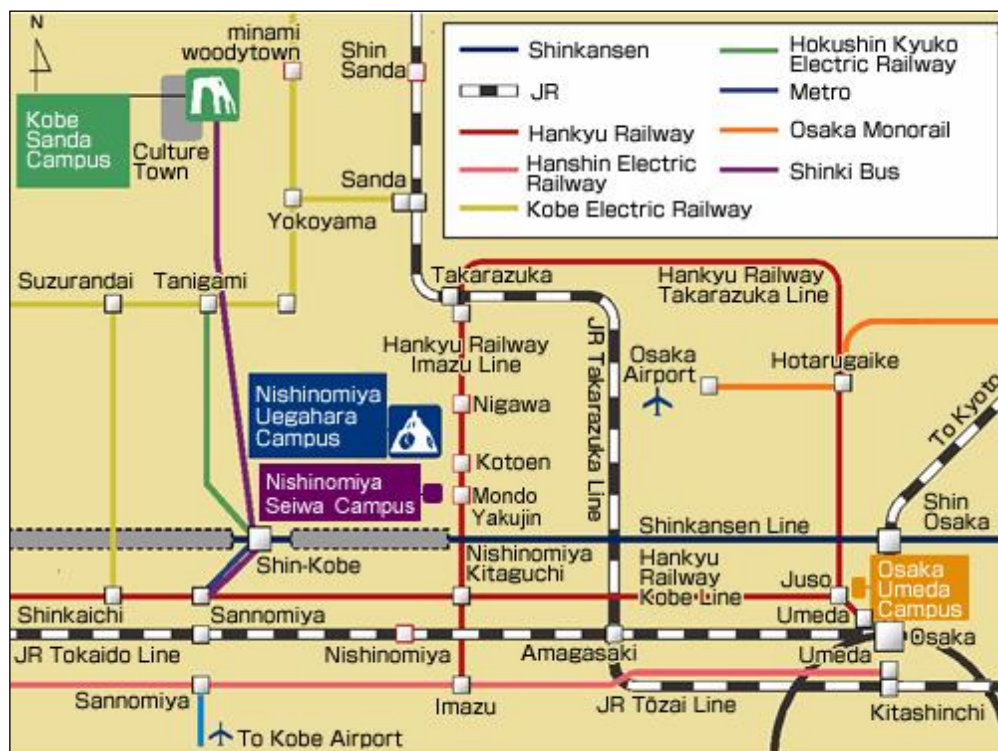 N
minami
woodytown
Shin
Sanda
Shinkansen
JR
Hankyu Railway
Hanshin Electric
Railway
Kobe Electric Railway
Hokushin Kyuko
Electric Railway
Metro
Osaka Monorail
Shinki Bus
Kobe
Sanda
Campus
Culture
Town
Sanda
Yokoyama
Suzurandai
Tanigami
Takarazuka
Hankyu Railway
Takarazuka Line
Hankyu Railway
Imazu Line
JR Takarazuka Line
Osaka
Airport
Hotarugaike
Nishinomiya
Uegahara
Campus
Nigawa
To Kyoto
Kotoen
Nishinomiya
Seiwa Campus
Mondo
Yakujin
Shin
Osaka
Shinkansen Line
Shin-Kobe
Nishinomiya
Kitaguchi
Hankyu
Railway
Kobe Line
Juso
Osaka
Umeda
Campus
Shinkaichi
Sannomiya
Umeda
Osaka
JR Tokaido Line
Nishinomiya
Amagasaki
Umeda
Sannomiya
Imazu
JR Tōzai Line
Kitashinchi
To Kobe Airport